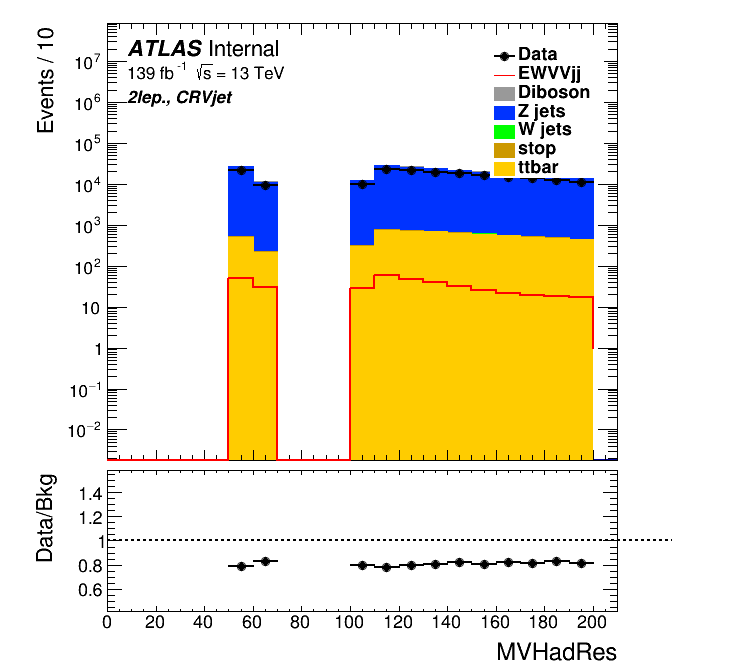 Events / 10
ATLAS Internal
139 fb⁻¹ √s = 13 TeV
2lep., CRVjet
Data
EWVVjj
Diboson
Z jets
W jets
stop
ttbar
10⁷
10⁶
10⁵
10⁴
10³
10²
10
1
10⁻¹
10⁻²
Data/Bkg
1.4
1.2
1
0.8
0.6
0 20 40 60 80 100 120 140 160 180 200
MVHadRes